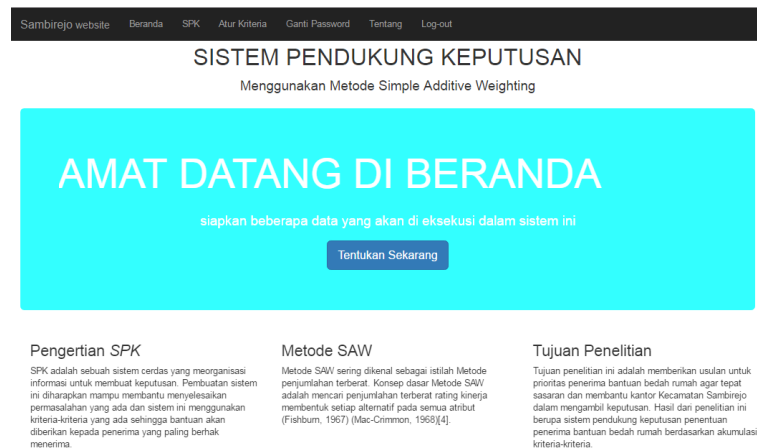 Sambirejo website Beranda SPK Atur Kriteria Ganti Password Tentang Log-out
SISTEM PENDUKUNG KEPUTUSAN
Menggunakan Metode Simple Additive Weighting
AMAT DATANG DI BERANDA
siapkan beberapa data yang akan di eksekusi dalam sistem ini
Tentukan Sekarang
Pengertian SPK
SPK adalah sebuah sistem cerdas yang meorganisasi
informasi untuk membuat keputusan. Pembuatan sistem
ini diharapkan mampu membantu menyelesaikan
permasalahan yang ada dan sistem ini menggunakan
kriteria-kriteria yang ada sehingga bantuan akan
diberikan kepada penerima yang paling berhak
menerima.
Metode SAW
Metode SAW sering dikenal sebagai istilah Metode
penjumlahan terberat. Konsep dasar Metode SAW
adalah mencari penjumlahan terberat rating kinerja
membentuk setiap alternatif pada semua atribut
(Fishburn, 1967) (Mac-Crimmon, 1968)[4].
Tujuan Penelitian
Tujuan penelitian ini adalah memberikan usulan untuk
prioritas penerima bantuan bedah rumah agar tepat
sasaran dan membantu kantor Kecamatan Sambirejo
dalam mengambil keputusan. Hasil dari penelitian ini
berupa sistem pendukung keputusan penentuan
penerima bantuan bedah rumah berdasarkan akumulasi
kriteria-kriteria.